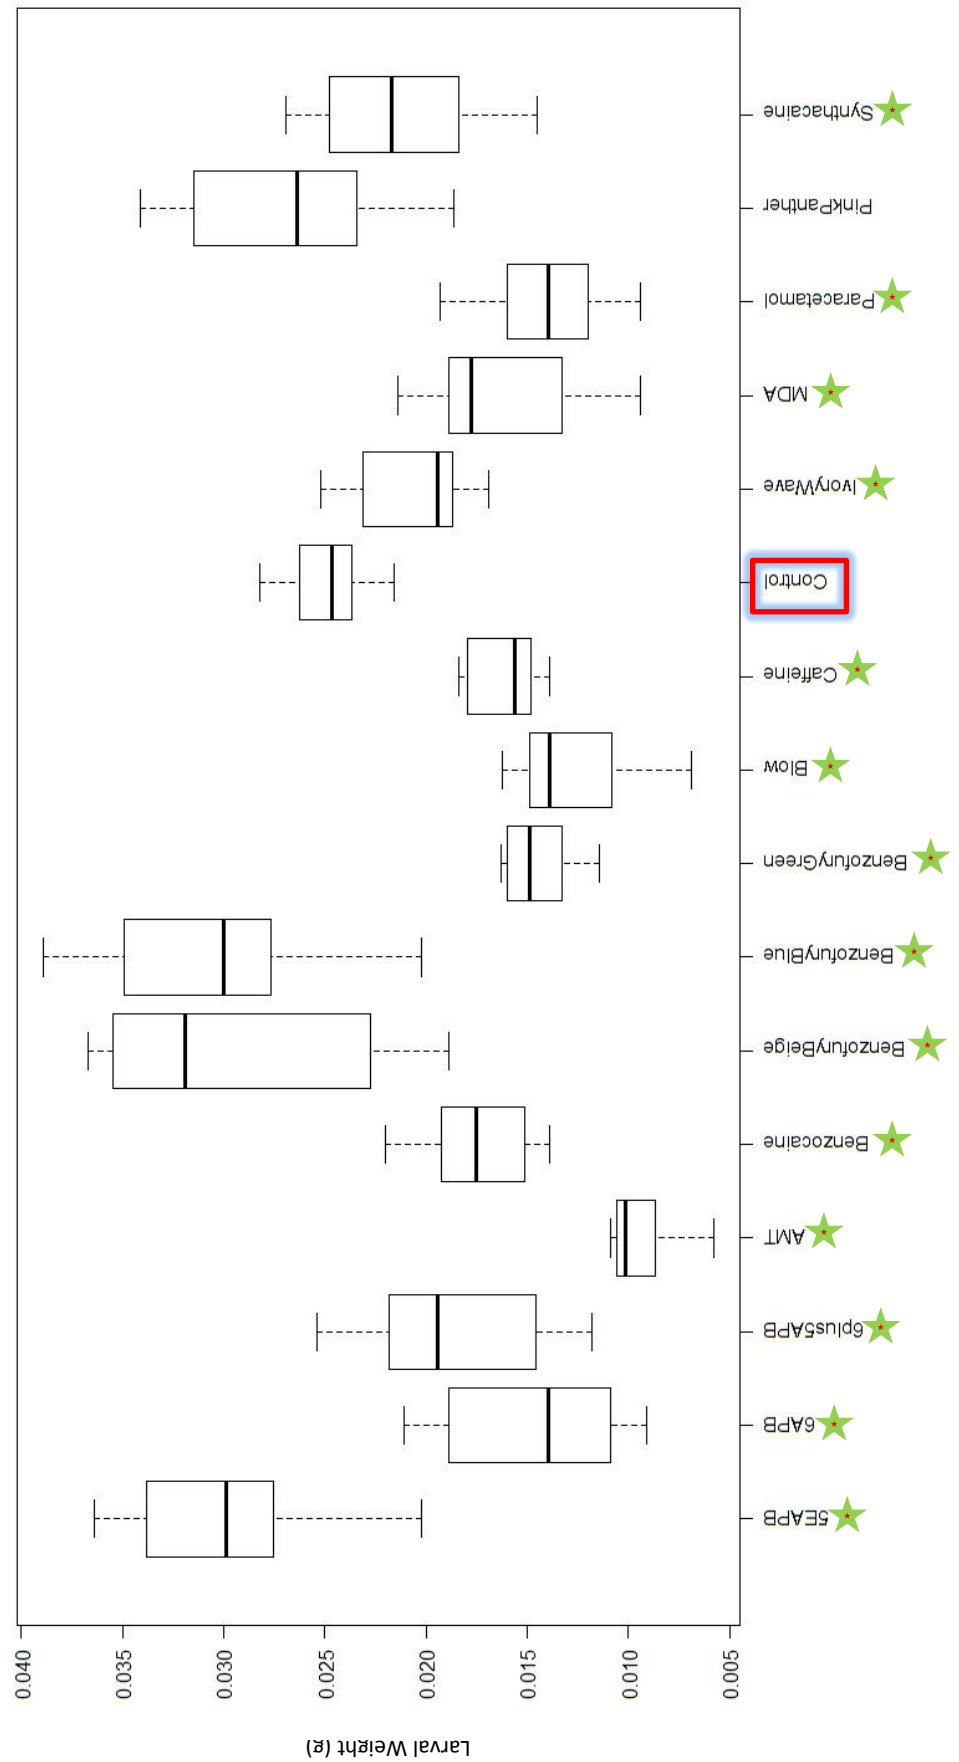 Larval Weight (g)
0.040
0.035
0.030
0.025
0.020
0.015
0.010
0.005
5EAPB
6APB
6plus5APB
AMT
Benzocaine
BenzofuryBeige
BenzofuryBlue
BenzofuryGreen
Blow
Caffeine
Control
IvoryWave
MDA
Paracetamol
PinkPanther
Synthacaine